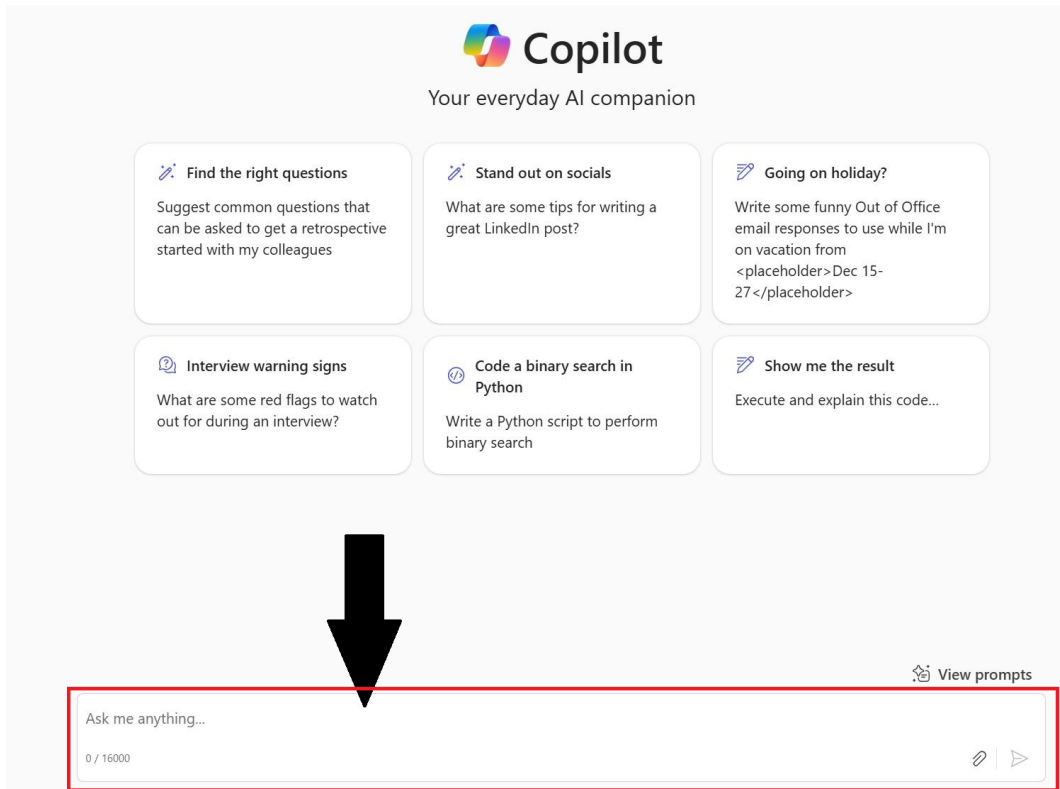 Copilot
Your everyday AI companion
Find the right questions
Suggest common questions that
can be asked to get a retrospective
started with my colleagues
Stand out on socials
What are some tips for writing a
great LinkedIn post?
Going on holiday?
Write some funny Out of Office
email responses to use while I'm
on vacation from
<placeholder>Dec 15-
27</placeholder>
Interview warning signs
What are some red flags to watch
out for during an interview?
Code a binary search in
Python
Write a Python script to perform
binary search
Show me the result
Execute and explain this code...
View prompts
Ask me anything...
0 / 16000